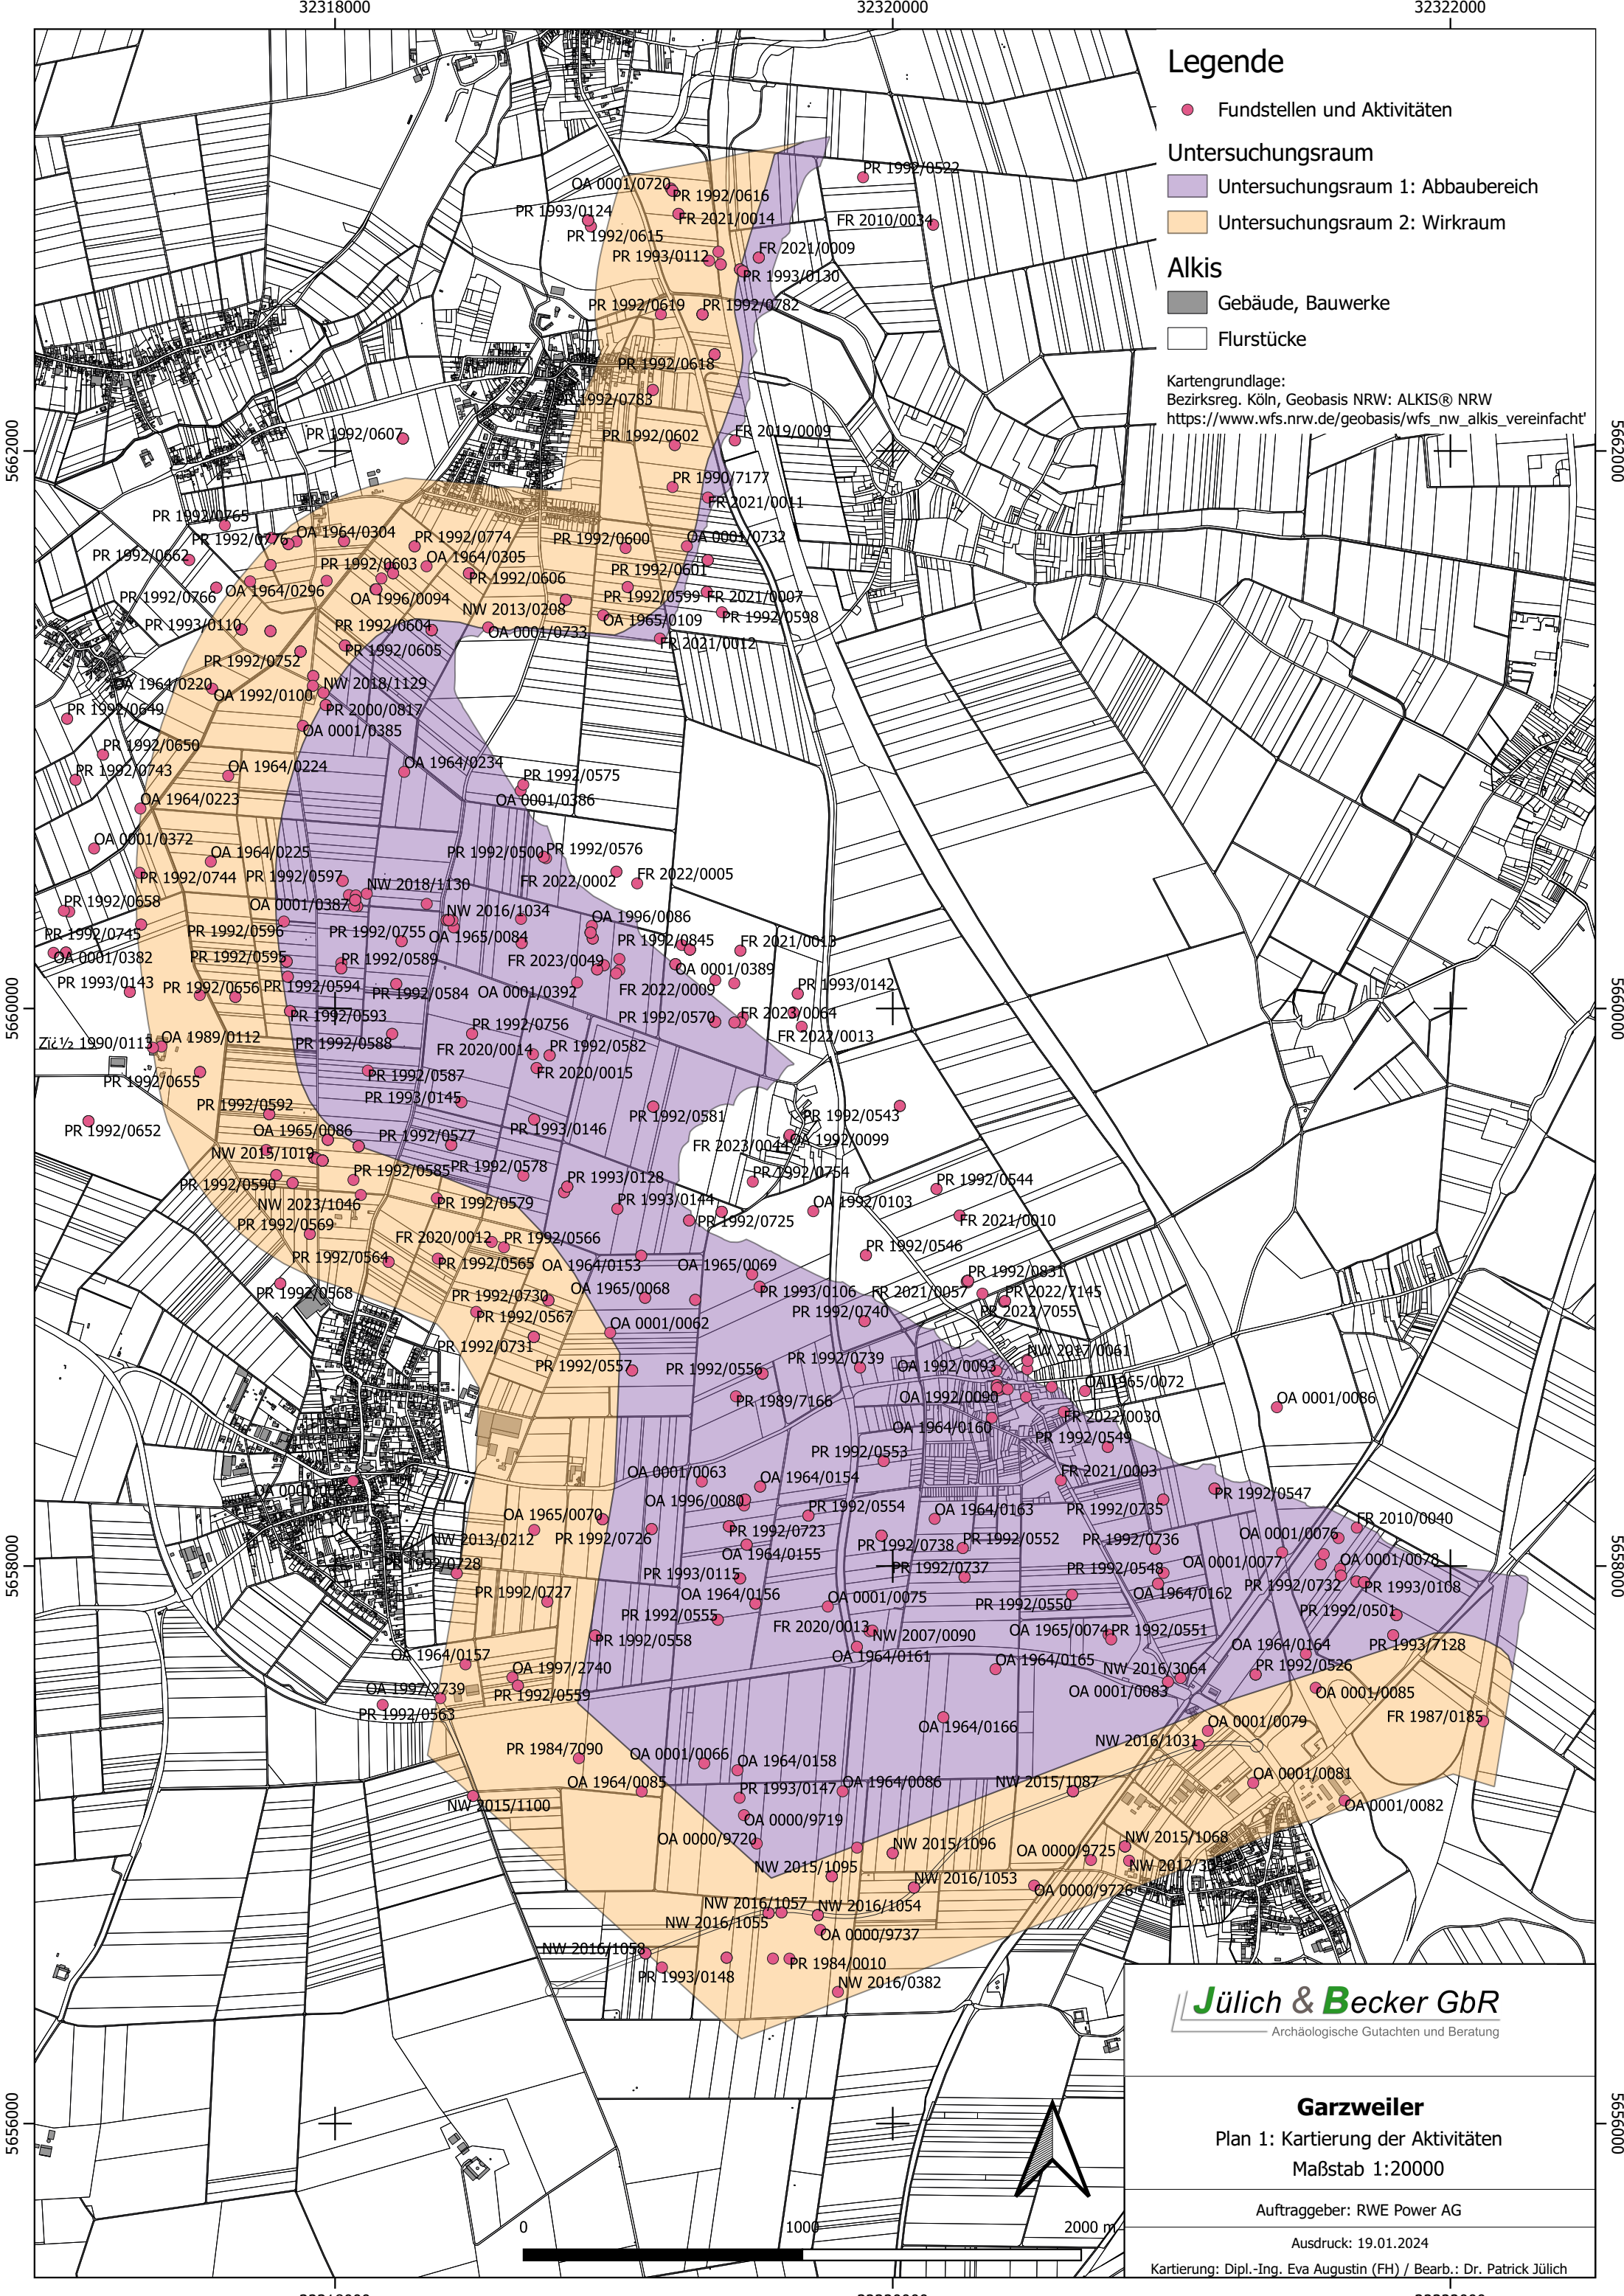 32318000
32320000
32322000
Legende
Fundstellen und Aktivitäten
Untersuchungsraum
Untersuchungsraum 1: Abbaubereich
Untersuchungsraum 2: Wirkraum
Alkis
Gebäude, Bauwerke
Flurstücke
Kartengrundlage:
Bezirksreg. Köln, Geobasis NRW: ALKIS® NRW
https://www.wfs.nrw.de/geobasis/wfs_nw_alkis_vereinfacht'
PR 1992/0522
OA 0001/0720
PR 1992/0616
PR 1993/0124
FR 2021/0014
FR 2010/0034
PR 1992/0615
FR 2021/0009
PR 1993/0112
PR 1993/0130
PR 1992/0619
PR 1992/0782
PR 1992/0618
PR 1992/0783
PR 1992/0607
PR 1992/0602
FR 2019/0009
5662000
5662000
PR 1990/7177
FR 2021/0011
PR 1992/0765
OA 1964/0304
PR 1992/0776
PR 1992/0774
PR 1992/0600
OA 0001/0732
PR 1992/0662
PR 1992/0603
OA 1964/0305
PR 1992/0601
PR 1992/0606
PR 1992/0766
OA 1964/0296
OA 1996/0094
NW 2013/0208
PR 1992/0599
FR 2021/0007
PR 1993/0110
PR 1992/0604
OA 0001/0733
OA 1965/0109
PR 1992/0598
PR 1992/0605
FR 2021/0012
PR 1992/0752
OA 1964/0220
OA 1992/0100
NW 2018/1129
PR 1992/0649
PR 2000/0817
OA 0001/0385
PR 1992/0650
PR 1992/0743
OA 1964/0224
OA 1964/0234
PR 1992/0575
OA 1964/0223
OA 0001/0386
OA 0001/0372
OA 1964/0225
PR 1992/0500
PR 1992/0576
PR 1992/0744
PR 1992/0597
NW 2018/1130
FR 2022/0002
FR 2022/0005
PR 1992/0658
OA 0001/0387
NW 2016/1034
OA 1996/0086
PR 1992/0745
PR 1992/0596
PR 1992/0755
OA 1965/0084
PR 1992/0845
FR 2021/0013
OA 0001/0382
PR 1992/0595
PR 1992/0589
FR 2023/0049
OA 0001/0389
PR 1993/0143
PR 1992/0656
PR 1992/0594
PR 1992/0584
OA 0001/0392
FR 2022/0009
PR 1993/0142
5660000
5660000
PR 1992/0593
PR 1992/0570
FR 2023/0064
Zï¿½ 1990/0113
OA 1989/0112
PR 1992/0588
PR 1992/0756
FR 2022/0013
FR 2020/0014
PR 1992/0582
PR 1992/0655
PR 1992/0587
FR 2020/0015
PR 1992/0592
PR 1993/0145
PR 1992/0581
PR 1992/0543
PR 1992/0652
OA 1965/0086
PR 1992/0577
PR 1993/0146
FR 2023/0044
OA 1992/0099
NW 2015/1019
PR 1992/0585
PR 1992/0578
PR 1992/0590
PR 1993/0128
PR 1992/0754
PR 1992/0544
NW 2023/1046
PR 1992/0579
PR 1993/0144
OA 1992/0103
PR 1992/0569
FR 2020/0012
PR 1992/0566
PR 1992/0725
FR 2021/0010
PR 1992/0564
PR 1992/0565
OA 1964/0153
OA 1965/0069
PR 1992/0546
PR 1992/0568
PR 1992/0730
OA 1965/0068
PR 1993/0106
FR 2021/0057
PR 1992/0831
PR 2022/7145
PR 1992/0567
OA 0001/0062
PR 1992/0740
PR 2022/7055
PR 1992/0731
PR 1992/0557
PR 1992/0556
PR 1992/0739
OA 1992/0093
NW 2017/0061
PR 1989/7166
OA 1992/0090
OA 1965/0072
OA 0001/0086
OA 1964/0160
FR 2022/0030
PR 1992/0549
PR 1992/0553
OA 0001/0063
OA 1964/0154
FR 2021/0003
OA 1996/0080
PR 1992/0554
OA 1964/0163
PR 1992/0735
PR 1992/0547
OA 1965/0070
PR 1992/0726
PR 1992/0723
FR 2010/0040
NW 2013/0212
OA 1964/0155
PR 1992/0738
PR 1992/0552
PR 1992/0736
OA 0001/0076
5658000
5658000
PR 1992/0728
PR 1993/0115
PR 1992/0737
PR 1992/0548
OA 0001/0077
OA 0001/0078
PR 1992/0727
OA 1964/0156
OA 0001/0075
PR 1992/0550
OA 1964/0162
PR 1992/0732
PR 1993/0108
PR 1992/0555
FR 2020/0013
NW 2007/0090
OA 1965/0074
PR 1992/0551
PR 1992/0501
PR 1992/0558
OA 1964/0161
OA 1964/0164
PR 1993/7128
OA 1964/0157
OA 1997/2740
OA 1964/0165
NW 2016/3064
PR 1992/0526
OA 1997/2739
PR 1992/0559
OA 0001/0083
OA 0001/0085
PR 1992/0563
OA 1964/0166
OA 0001/0079
FR 1987/0185
PR 1984/7090
OA 0001/0066
OA 1964/0158
NW 2016/1031
OA 1964/0085
PR 1993/0147
OA 1964/0086
NW 2015/1087
OA 0001/0081
NW 2015/1100
OA 0000/9719
OA 0001/0082
OA 0000/9720
NW 2015/1096
OA 0000/9725
NW 2015/1068
NW 2015/1095
NW 2016/1053
OA 0000/9726
NW 2016/1057
NW 2016/1054
NW 2016/1055
OA 0000/9737
NW 2016/1058
PR 1984/0010
PR 1993/0148
NW 2016/0382
Jülich & Becker GbR
Archäologische Gutachten und Beratung
Garzweiler
Plan 1: Kartierung der Aktivitäten
Maßstab 1:20000
5656000
5656000
Auftraggeber: RWE Power AG
0
1000
2000 m
Ausdruck: 19.01.2024
Kartierung: Dipl.-Ing. Eva Augustin (FH) / Bearb.: Dr. Patrick Jülich